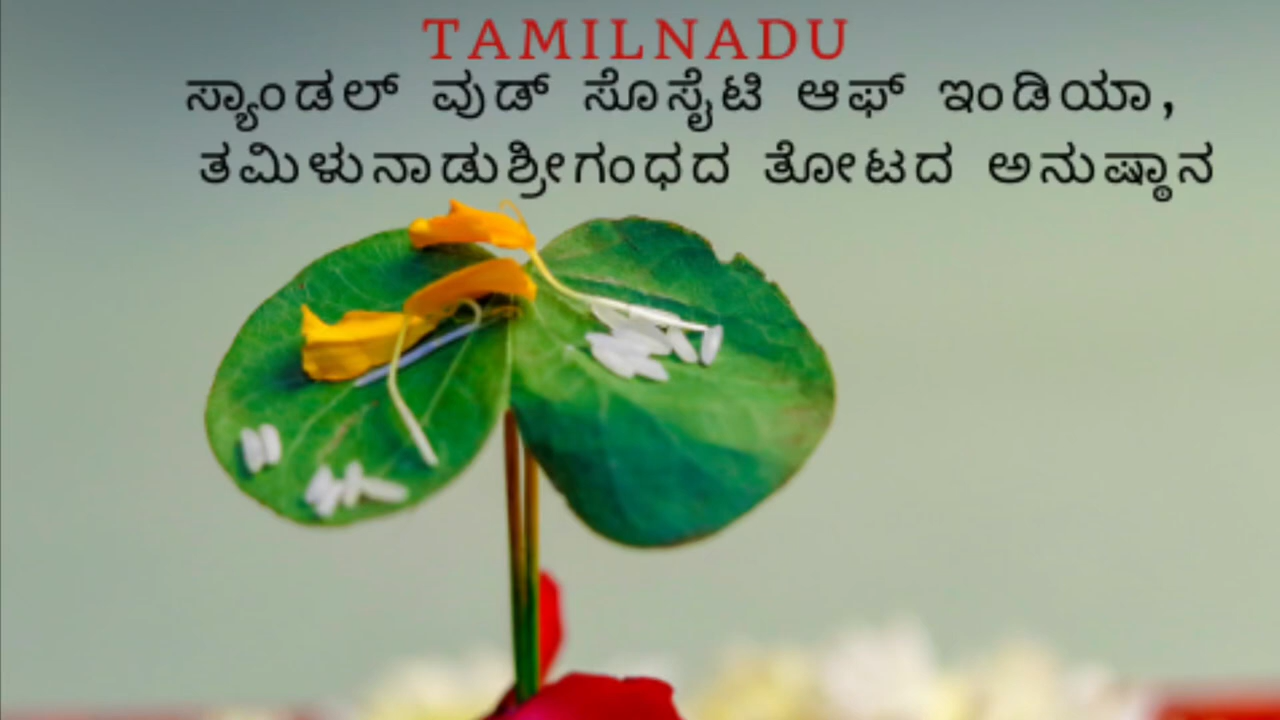 TAMILNADU
ಸ್ಯಾಂಡಲ್ ವುಡ್ ಸೊಸೈಟಿ ಆಫ್ ಇಂಡಿಯಾ,
ತಮಿಳುನಾಡುಶ್ರೀಗಂಧದ ತೋಟದ ಅನುಷ್ಠಾನ